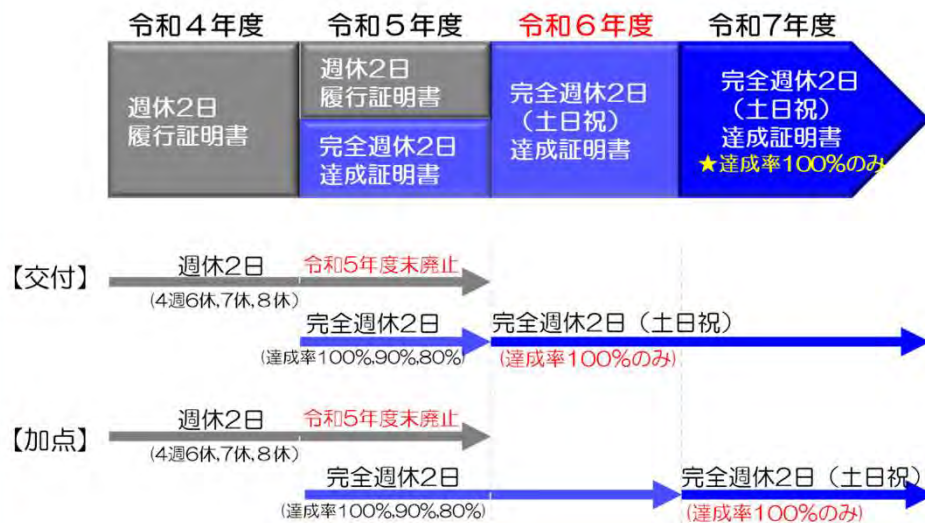 令和4年度
令和5年度
令和6年度
令和7年度
週休2日
履行証明書
週休2日
履行証明書
完全週休2日
達成証明書
完全週休2日
（土日祝）
達成証明書
完全週休2日
（土日祝）
達成証明書
★達成率100%のみ
【交付】
週休2日
(4週6休,7休,8休)
令和5年度末廃止
完全週休2日
(達成率100%,90%,80%)
完全週休2日（土日祝）
(達成率100%のみ)
【加点】
週休2日
(4週6休,7休,8休)
令和5年度末廃止
完全週休2日
(達成率100%,90%,80%)
完全週休2日（土日祝）
(達成率100%のみ)